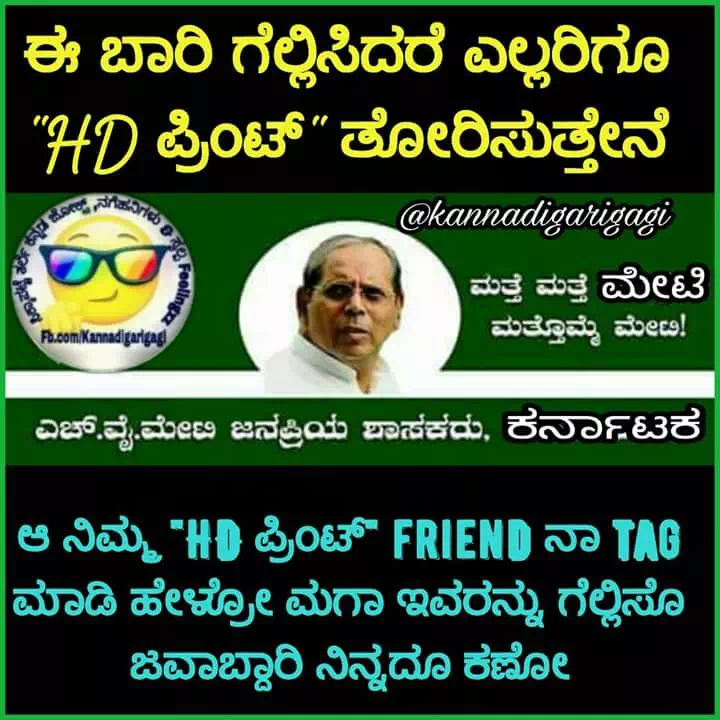 ಈ ಬಾರಿ ಗೆಲ್ಲಿಸಿದರೆ ಎಲ್ಲರಿಗೂ
"HD ಪ್ರಿಂಟ್" ತೋರಿಸುತ್ತೇನೆ
@kannadigarigagi
Feelingzz
Fb.com/Kannadigarigagi
ಮತ್ತೆ ಮತ್ತೆ ಮೇಟಿ
ಮತ್ತೊಮ್ಮೆ ಮೇಟಿ!
ಎಚ್.ವೈ.ಮೇಟಿ ಜನಪ್ರಿಯ ಶಾಸಕರು, ಕರ್ನಾಟಕ
ಆ ನಿಮ್ಮ "HD ಪ್ರಿಂಟ್" FRIEND ನಾ TAG
ಮಾಡಿ ಹೇಳ್ರೋ ಮಗಾ ಇವರನ್ನು ಗೆಲ್ಲಿಸೊ
ಜವಾಬ್ದಾರಿ ನಿನ್ನದೂ ಕಣೋ